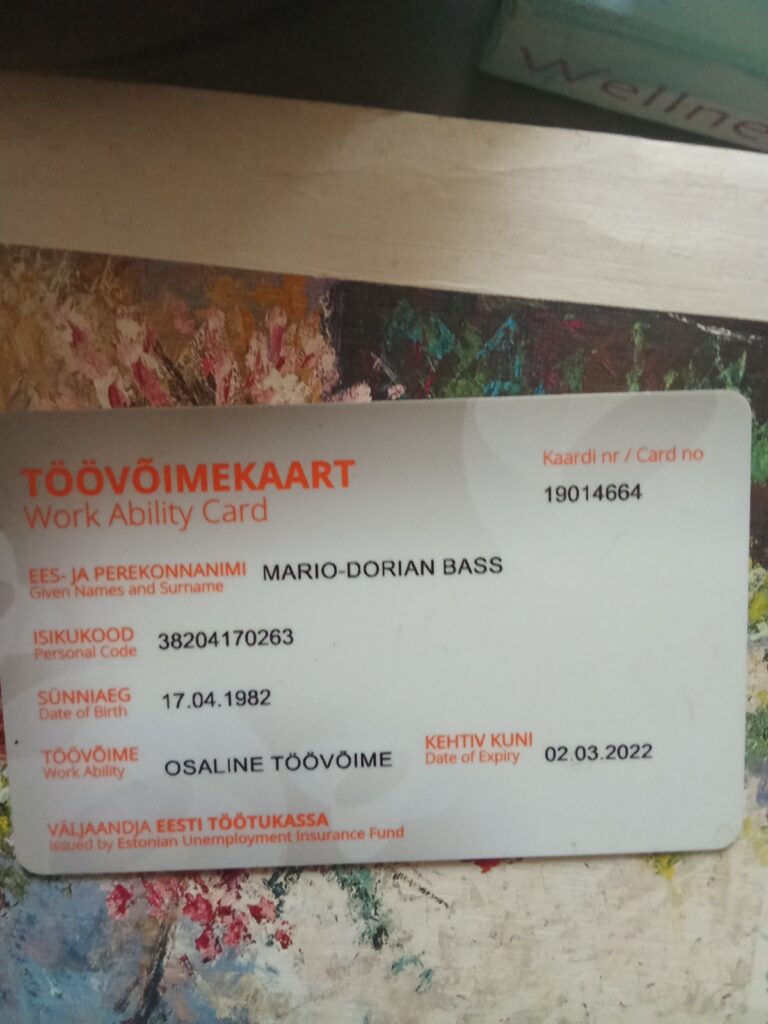 Wellne
TÖÖVÕIMEKAART
Work Ability Card
Kaardi nr / Card no
19014664
EES- JA PEREKONNANIMI MARIO-DORIAN BASS
Given Names and Surname
ISIKUKOOD 38204170263
Personal Code
SÜNNIAEG 17.04.1982
Date of Birth
TÖÖVÕIME OSALINE TÖÖVÕIME
Work Ability
KEHTIV KUNI 02.03.2022
Date of Expiry
VÄLJAANDJA EESTI TÖÖTUKASSA
Issued by Estonian Unemployment Insurance Fund